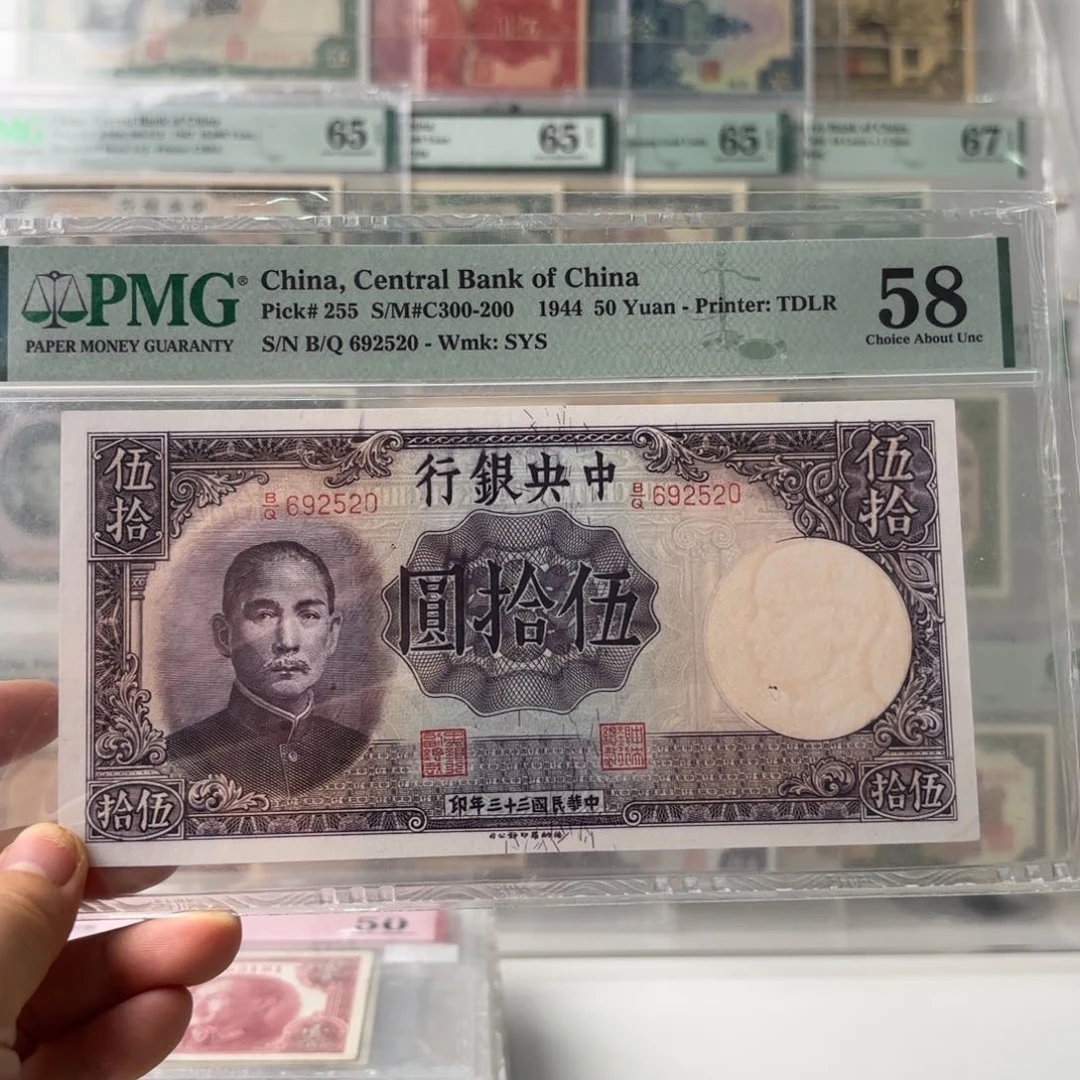 65
65
65
67
PMG®
PAPER MONEY GUARANTY
China, Central Bank of China
Pick# 255 S/M#C300-200 1944 50 Yuan - Printer: TDLR
S/N B/Q 692520 - Wmk: SYS
58
Choice About Unc
伍拾
行銀央中
伍拾
B/Q 692520
B/Q 692520
圓拾伍
拾伍
印年三十三國民華中
拾伍
50